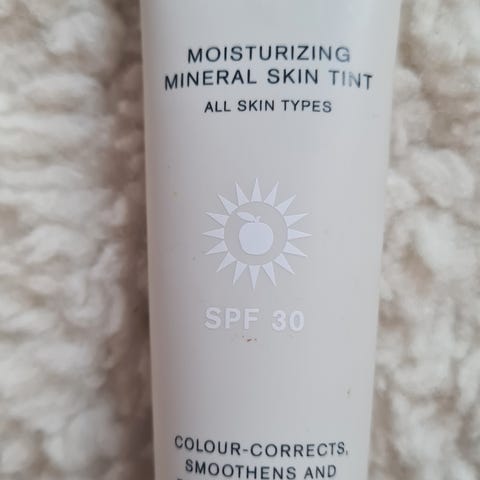 MOISTURIZING
MINERAL SKIN TINT
ALL SKIN TYPES
SPF 30
COLOUR-CORRECTS,
SMOOTHENS AND